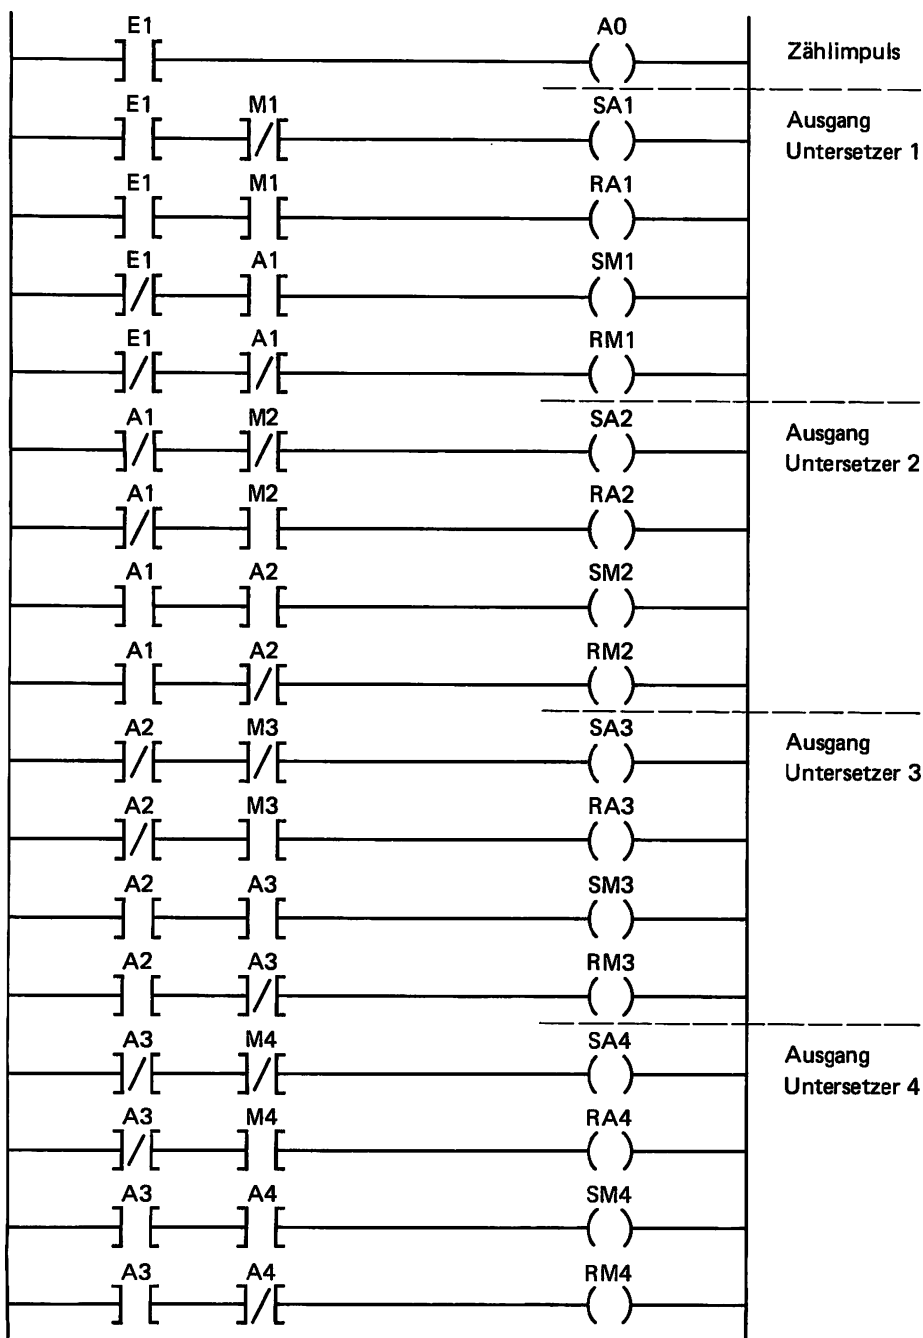 E1 A0
Zählimpuls
E1 M1 SA1
Ausgang
Untersetzer 1
E1 M1 RA1
E1 A1 SM1
E1 A1 RM1
A1 M2 SA2
Ausgang
Untersetzer 2
A1 M2 RA2
A1 A2 SM2
A1 A2 RM2
A2 M3 SA3
Ausgang
Untersetzer 3
A2 M3 RA3
A2 A3 SM3
A2 A3 RM3
A3 M4 SA4
Ausgang
Untersetzer 4
A3 M4 RA4
A3 A4 SM4
A3 A4 RM4